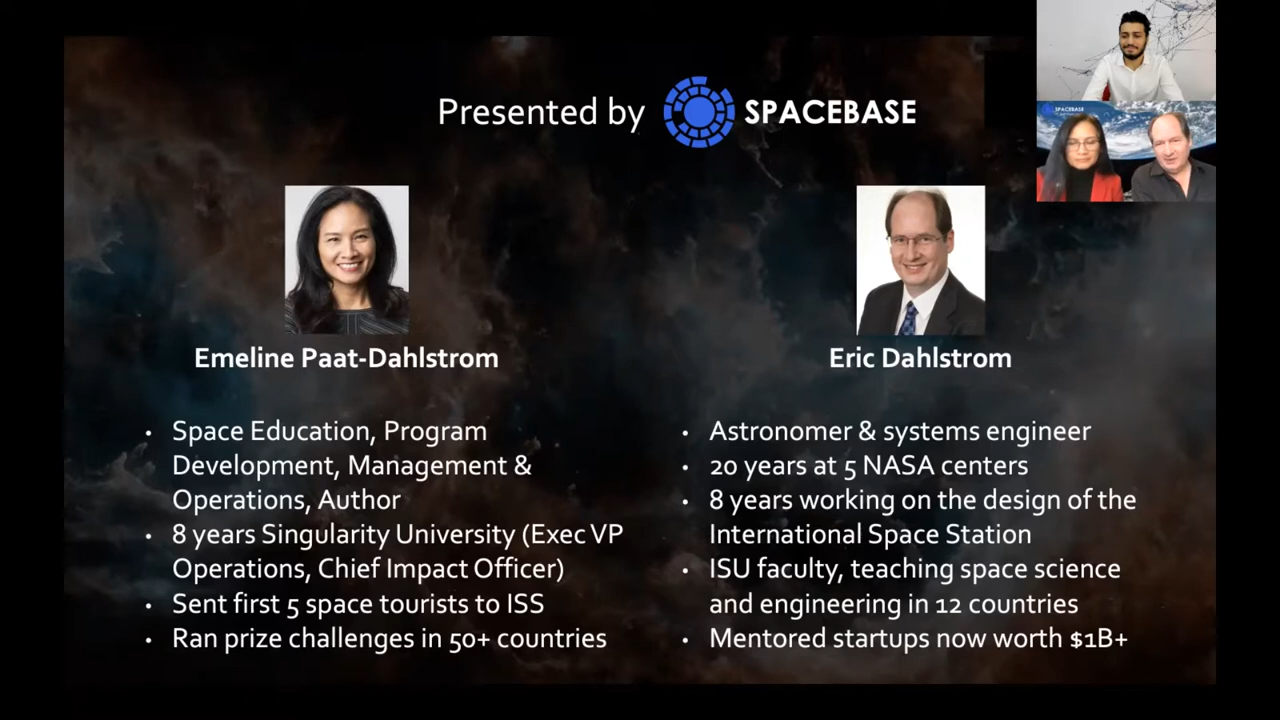 Presented by SPACEBASE
SPACEBASE
Emeline Paat-Dahlstrom
Space Education, Program
Development, Management &
Operations, Author
8 years Singularity University (Exec VP
Operations, Chief Impact Officer)
Sent first 5 space tourists to ISS
Ran prize challenges in 50+ countries
Eric Dahlstrom
Astronomer & systems engineer
20 years at 5 NASA centers
8 years working on the design of the
International Space Station
ISU faculty, teaching space science
and engineering in 12 countries
Mentored startups now worth $1B+